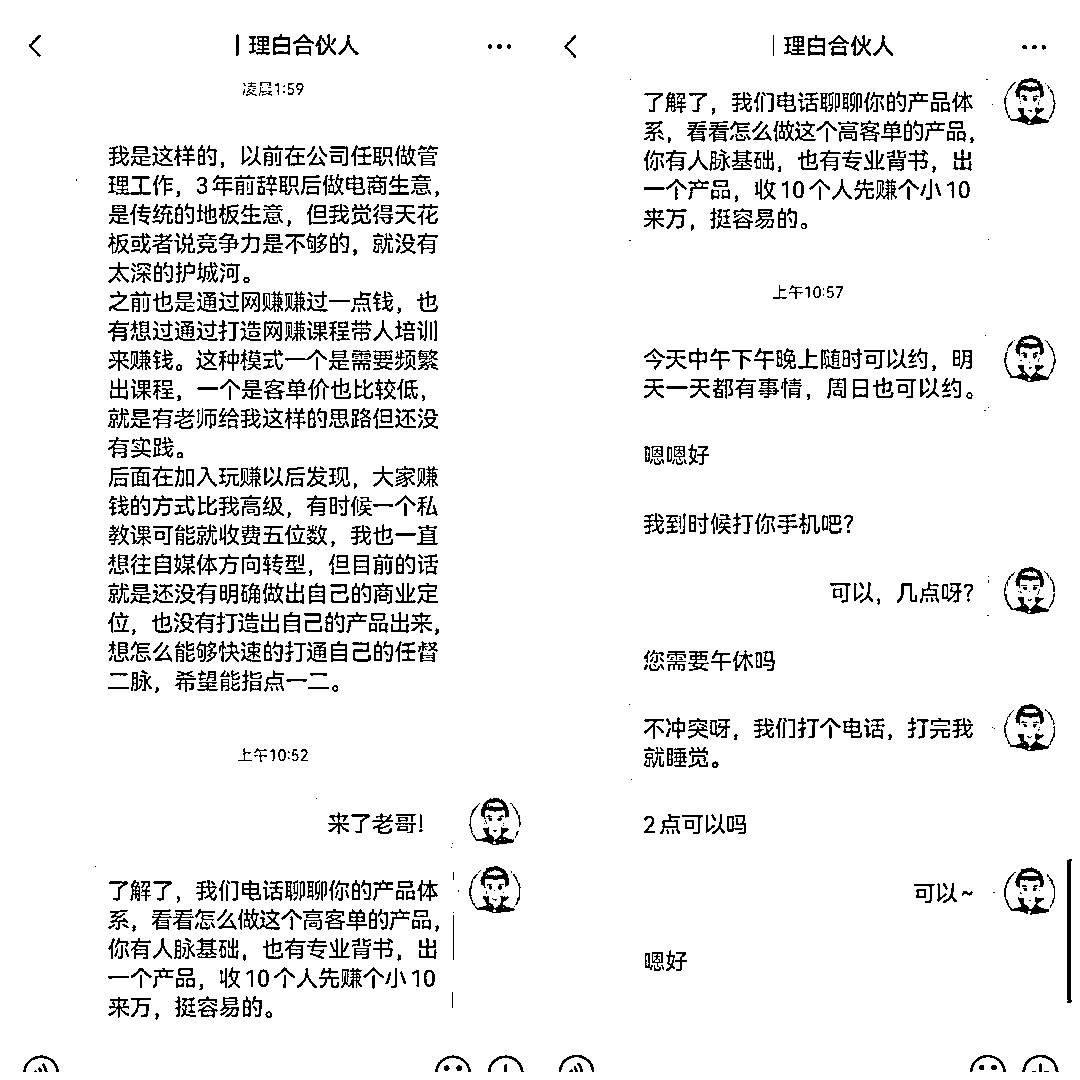 理白合伙人
凌晨1:59
我是这样的，以前在公司任职做管
理工作，3年前辞职后做电商生意，
是传统的地板生意，但我觉得天花
板或者说竞争力是不够的，就没有
太深的护城河。
之前也是通过网赚赚过一点钱，也
有想过通过打造网赚课程带人培训
来赚钱。这种模式一个是需要频繁
出课程，一个是客单价也比较低，
就是有老师给我这样的思路但还没
有实践。
后面在加入玩赚以后发现，大家赚
钱的方式比我高级，有时候一个私
教课可能就收费五位数，我也一直
想往自媒体方向转型，但目前的话
就是还没有明确做出自己的商业定
位，也没有打造出自己的产品出来，
想怎么能够快速的打通自己的任督
二脉，希望能指点一二。
上午10:52
来了老哥!
了解了，我们电话聊聊你的产品体
系，看看怎么做这个高客单的产品，
你有人脉基础，也有专业背书，出
一个产品，收10个人先赚个小10
来万，挺容易的。
理白合伙人
了解了，我们电话聊聊你的产品体
系，看看怎么做这个高客单的产品，
你有人脉基础，也有专业背书，出
一个产品，收10个人先赚个小10
来万，挺容易的。
上午10:57
今天中午下午晚上随时可以约，明
天一天都有事情，周日也可以约。
嗯嗯好
我到时候打你手机吧?
可以，几点呀?
您需要午休吗
不冲突呀，我们打个电话，打完我
就睡觉。
2点可以吗
可以~
嗯好